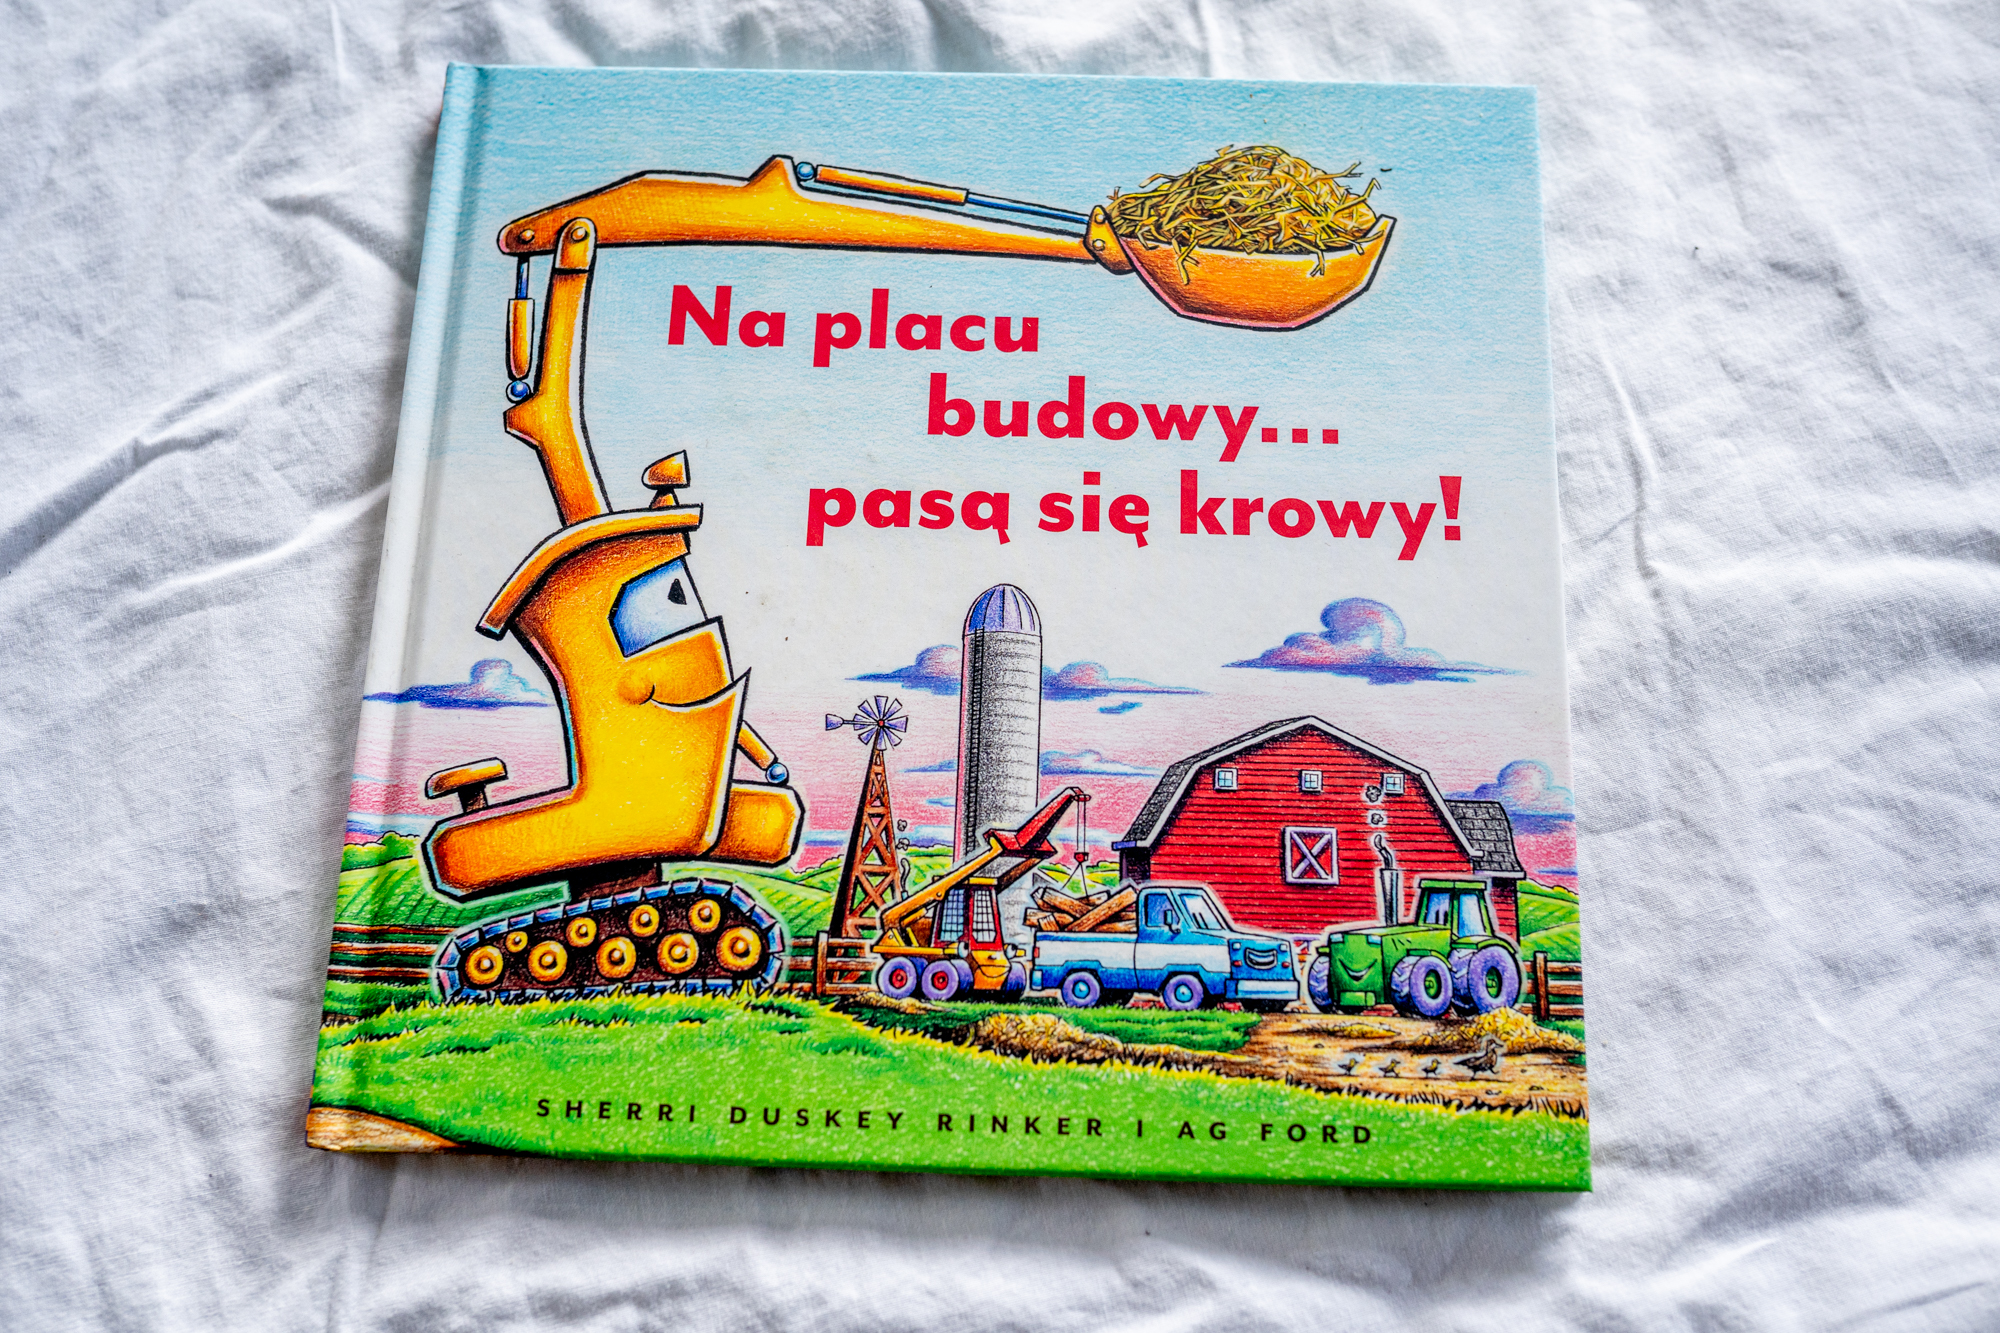 Na placu
budowy...
pasą się krowy!
SHERRI DUSKEY RINKER I AG FORD